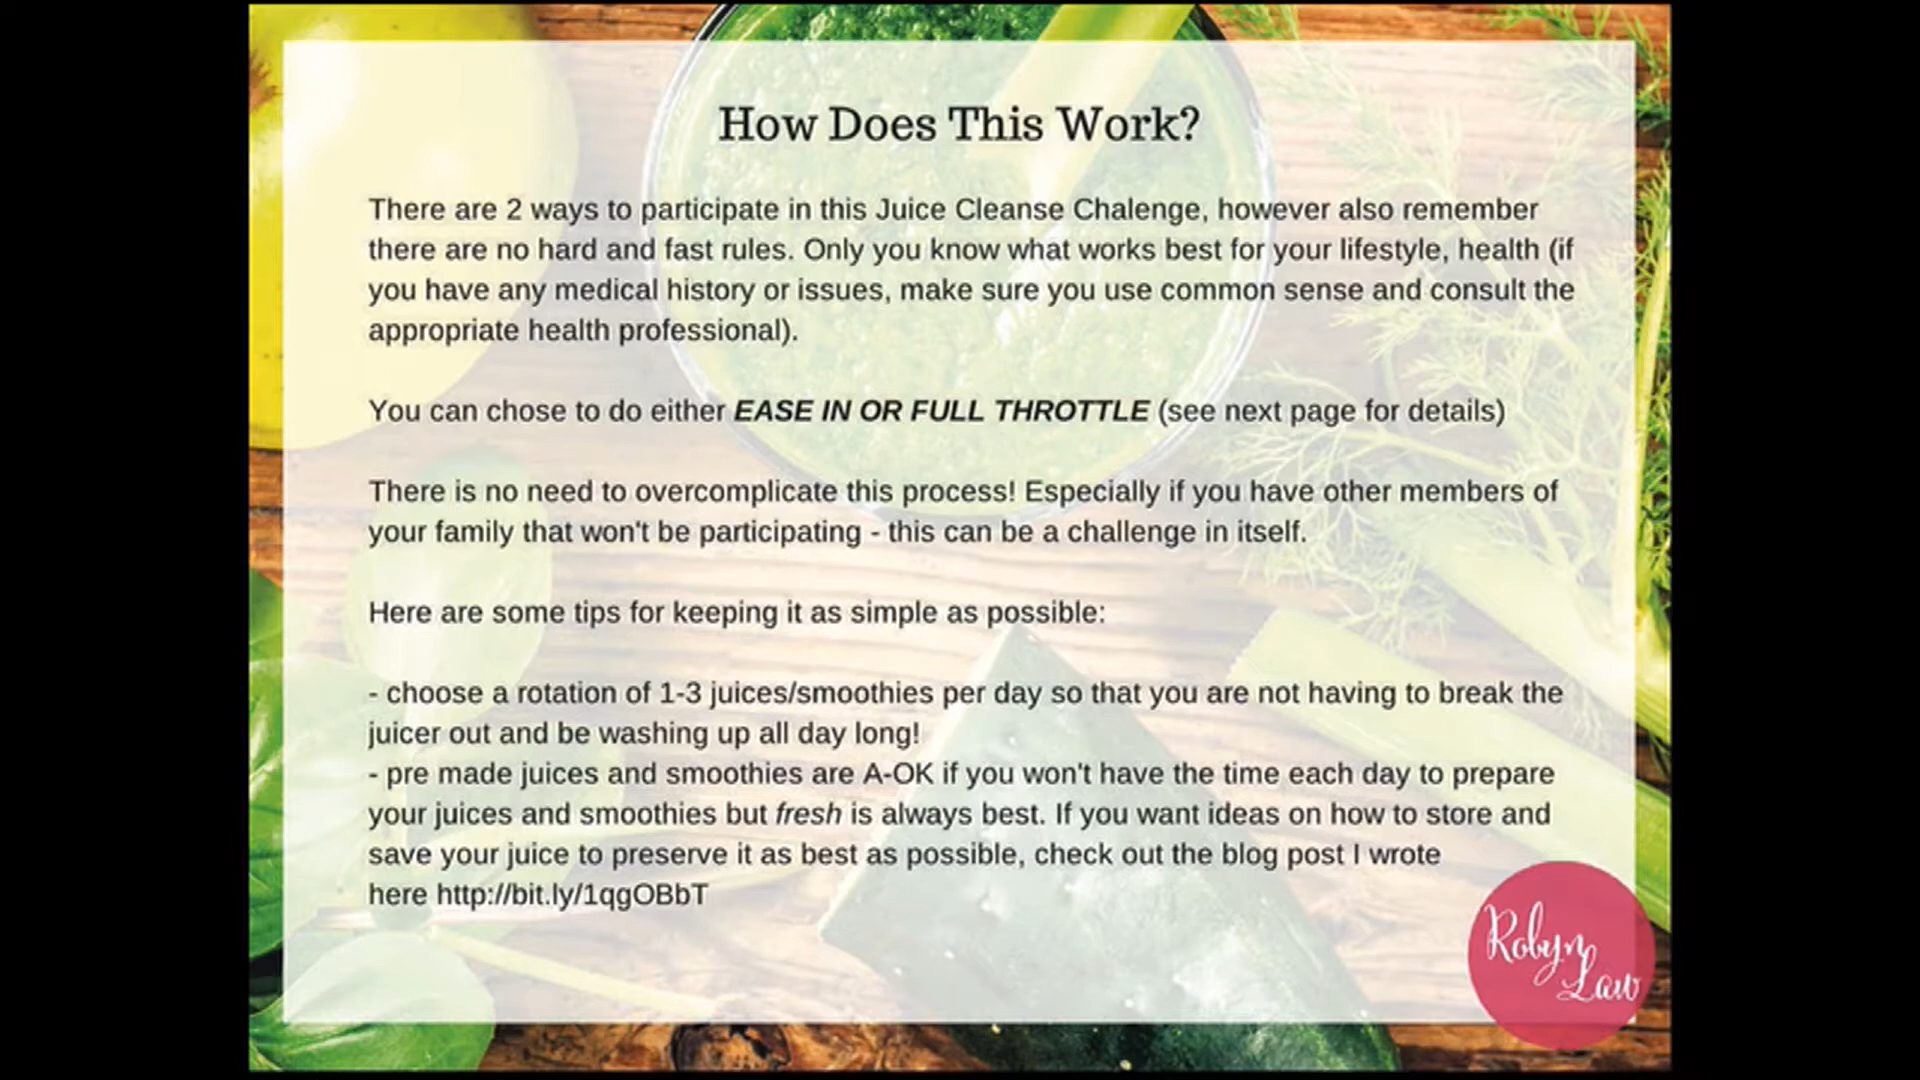 How Does This Work?
There are 2 ways to participate in this Juice Cleanse Chalenge, however also remember
there are no hard and fast rules. Only you know what works best for your lifestyle, health (if
you have any medical history or issues, make sure you use common sense and consult the
appropriate health professional).
You can chose to do either EASE IN OR FULL THROTTLE (see next page for details)
There is no need to overcomplicate this process! Especially if you have other members of
your family that won't be participating - this can be a challenge in itself.
Here are some tips for keeping it as simple as possible:
- choose a rotation of 1-3 juices/smoothies per day so that you are not having to break the
juicer out and be washing up all day long!
- pre made juices and smoothies are A-OK if you won't have the time each day to prepare
your juices and smoothies but fresh is always best. If you want ideas on how to store and
save your juice to preserve it as best as possible, check out the blog post I wrote
here http://bit.ly/1qgOBbT
Robyn
Law